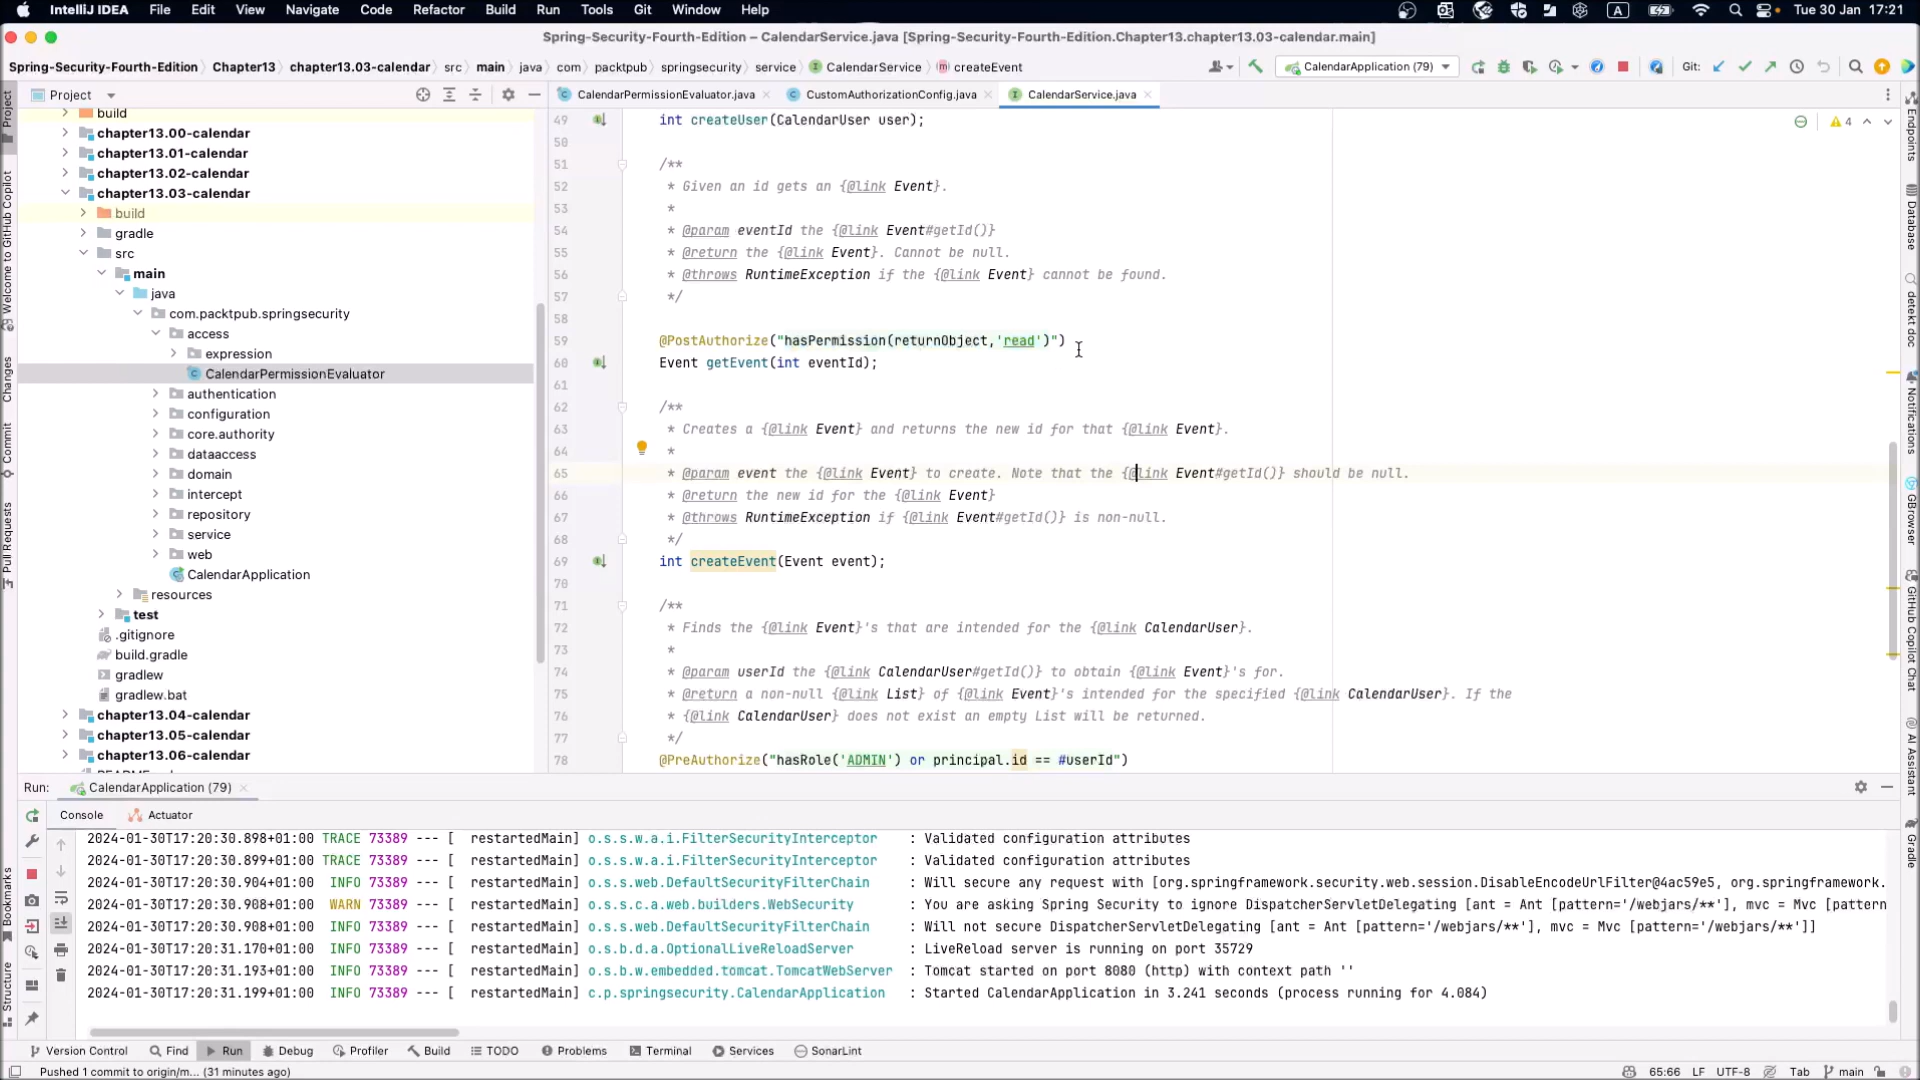 IntelliJ IDEA File Edit View Navigate Code Refactor Build Run Tools Git Window Help A Tue 30 Jan 17:21
Spring-Security-Fourth-Edition – CalendarService.java [Spring-Security-Fourth-Edition.Chapter13.chapter13.03-calendar.main]
Spring-Security-Fourth-Edition Chapter13 chapter13.03-calendar src main java com packtpub springsecurity service CalendarService createEvent CalendarApplication (79) Git:
Project
CalendarPermissionEvaluator.java CustomAuthorizationConfig.java CalendarService.java
build
chapter13.00-calendar
chapter13.01-calendar
chapter13.02-calendar
chapter13.03-calendar
build
gradle
src
main
java
com.packtpub.springsecurity
access
expression
CalendarPermissionEvaluator
authentication
configuration
core.authority
dataaccess
domain
intercept
repository
service
web
CalendarApplication
resources
test
.gitignore
build.gradle
gradlew
gradlew.bat
chapter13.04-calendar
chapter13.05-calendar
chapter13.06-calendar
4
49 int createUser(CalendarUser user);
50
51 /**
52 * Given an id gets an {@link Event}.
53 *
54 * @param eventId the {@link Event#getId()}
55 * @return the {@link Event}. Cannot be null.
56 * @throws RuntimeException if the {@link Event} cannot be found.
57 */
58
59 @PostAuthorize("hasPermission(returnObject,'read')")
60 Event getEvent(int eventId);
61
62 /**
63 * Creates a {@link Event} and returns the new id for that {@link Event}.
64 *
65 * @param event the {@link Event} to create. Note that the {@link Event#getId()} should be null.
66 * @return the new id for the {@link Event}
67 * @throws RuntimeException if {@link Event#getId()} is non-null.
68 */
69 int createEvent(Event event);
70
71 /**
72 * Finds the {@link Event}'s that are intended for the {@link CalendarUser}.
73 *
74 * @param userId the {@link CalendarUser#getId()} to obtain {@link Event}'s for.
75 * @return a non-null {@link List} of {@link Event}'s intended for the specified {@link CalendarUser}. If the
76 * {@link CalendarUser} does not exist an empty List will be returned.
77 */
78 @PreAuthorize("hasRole('ADMIN') or principal.id == #userId")
Run: CalendarApplication (79)
Console Actuator
2024-01-30T17:20:30.898+01:00 TRACE 73389 --- [ restartedMain] o.s.s.w.a.i.FilterSecurityInterceptor : Validated configuration attributes
2024-01-30T17:20:30.899+01:00 TRACE 73389 --- [ restartedMain] o.s.s.w.a.i.FilterSecurityInterceptor : Validated configuration attributes
2024-01-30T17:20:30.904+01:00 INFO 73389 --- [ restartedMain] o.s.s.web.DefaultSecurityFilterChain : Will secure any request with [org.springframework.security.web.session.DisableEncodeUrlFilter@4ac59e5, org.springframework.
2024-01-30T17:20:30.908+01:00 WARN 73389 --- [ restartedMain] o.s.s.c.a.web.builders.WebSecurity : You are asking Spring Security to ignore DispatcherServletDelegating [ant = Ant [pattern='/webjars/**'], mvc = Mvc [pattern
2024-01-30T17:20:30.908+01:00 INFO 73389 --- [ restartedMain] o.s.s.web.DefaultSecurityFilterChain : Will not secure DispatcherServletDelegating [ant = Ant [pattern='/webjars/**'], mvc = Mvc [pattern='/webjars/**']]
2024-01-30T17:20:31.170+01:00 INFO 73389 --- [ restartedMain] o.s.b.d.a.OptionalLiveReloadServer : LiveReload server is running on port 35729
2024-01-30T17:20:31.193+01:00 INFO 73389 --- [ restartedMain] o.s.b.w.embedded.tomcat.TomcatWebServer : Tomcat started on port 8080 (http) with context path ''
2024-01-30T17:20:31.199+01:00 INFO 73389 --- [ restartedMain] c.p.springsecurity.CalendarApplication : Started CalendarApplication in 3.241 seconds (process running for 4.084)
Version Control Find Run Debug Profiler Build TODO Problems Terminal Services SonarLint
Pushed 1 commit to origin/m... (31 minutes ago) 65:66 LF UTF-8 Tab main
Project
Welcome to GitHub Copilot
Changes
Commit
Pull Requests
Bookmarks
Structure
Endpoints
Database
detekt doc
Notifications
GBrowser
GitHub Copilot Chat
AI Assistant
Gradle